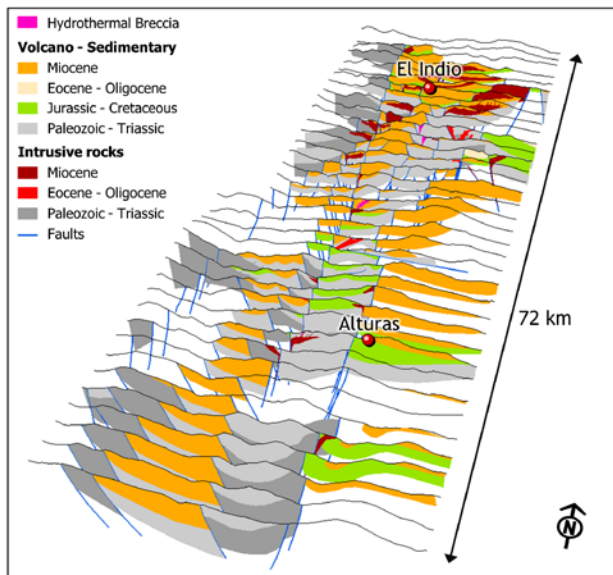 Hydrothermal Breccia
Volcano - Sedimentary
Miocene
Eocene - Oligocene
Jurassic - Cretaceous
Paleozoic - Triassic
Intrusive rocks
Miocene
Eocene - Oligocene
Paleozoic - Triassic
Faults
El Indio
Alturas
72 km
N